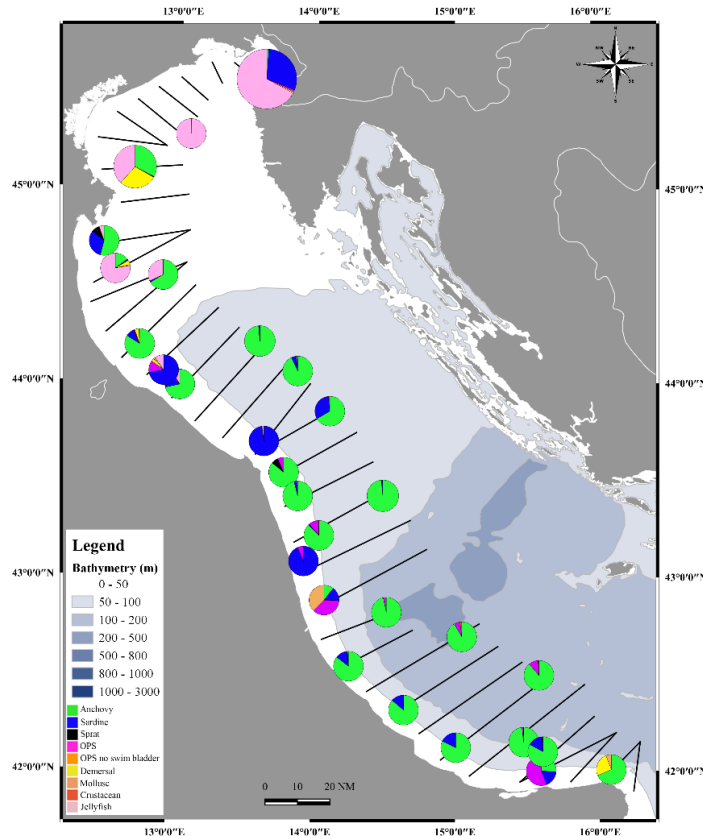 13°0'0"E 14°0'0"E 15°0'0"E 16°0'0"E
N
W E
S
45°0'0"N 45°0'0"N
44°0'0"N 44°0'0"N
43°0'0"N 43°0'0"N
42°0'0"N 42°0'0"N
Legend
Bathymetry (m)
0 - 50
50 - 100
100 - 200
200 - 500
500 - 800
800 - 1000
1000 - 3000
Anchovy
Sardine
Sprat
OPS
OPS no swim bladder
Demersal
Mollusc
Crustacean
Jellyfish
0 10 20 NM
13°0'0"E 14°0'0"E 15°0'0"E 16°0'0"E